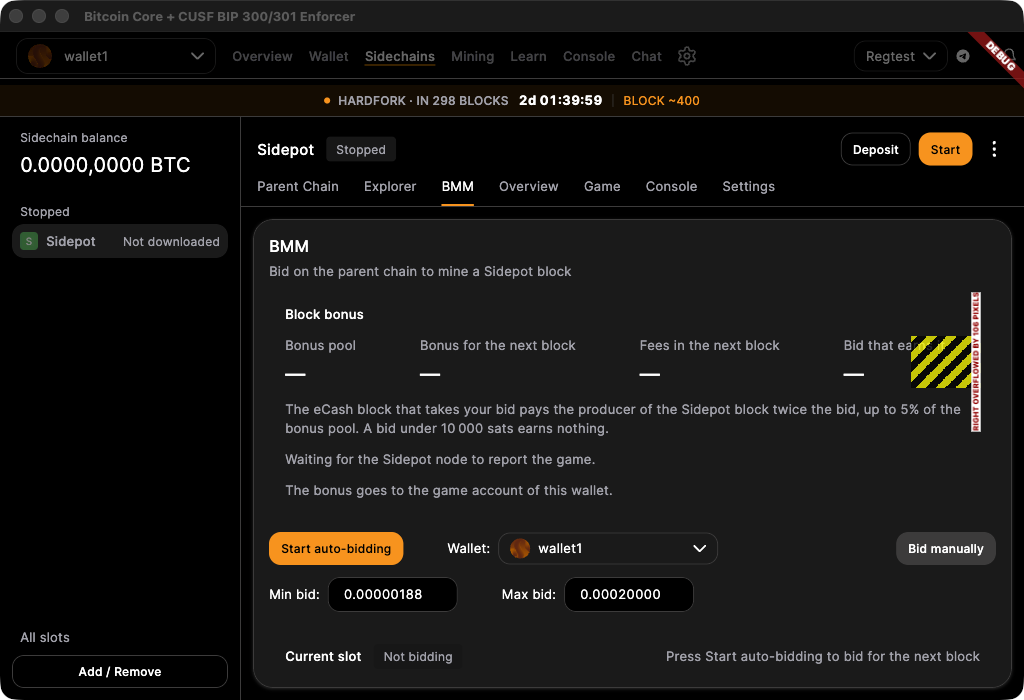 Bitcoin Core + CUSF BIP 300/301 Enforcer
wallet1
Overview
Wallet
Sidechains
Mining
Learn
Console
Chat
Regtest
DEBUG
HARDFORK · IN 298 BLOCKS 2d 01:39:59 BLOCK ~400
Sidechain balance
0.0000,0000 BTC
Stopped
S Sidepot Not downloaded
All slots
Add / Remove
Sidepot Stopped
Deposit
Start
Parent Chain
Explorer
BMM
Overview
Game
Console
Settings
BMM
Bid on the parent chain to mine a Sidepot block
Block bonus
Bonus pool
Bonus for the next block
Fees in the next block
Bid that ea
— — — —
RIGHT OVERFLOWED BY 106 PIXELS
The eCash block that takes your bid pays the producer of the Sidepot block twice the bid, up to 5% of the
bonus pool. A bid under 10 000 sats earns nothing.
Waiting for the Sidepot node to report the game.
The bonus goes to the game account of this wallet.
Start auto-bidding
Wallet: wallet1
Bid manually
Min bid: 0.00000188
Max bid: 0.00020000
Current slot Not bidding
Press Start auto-bidding to bid for the next block